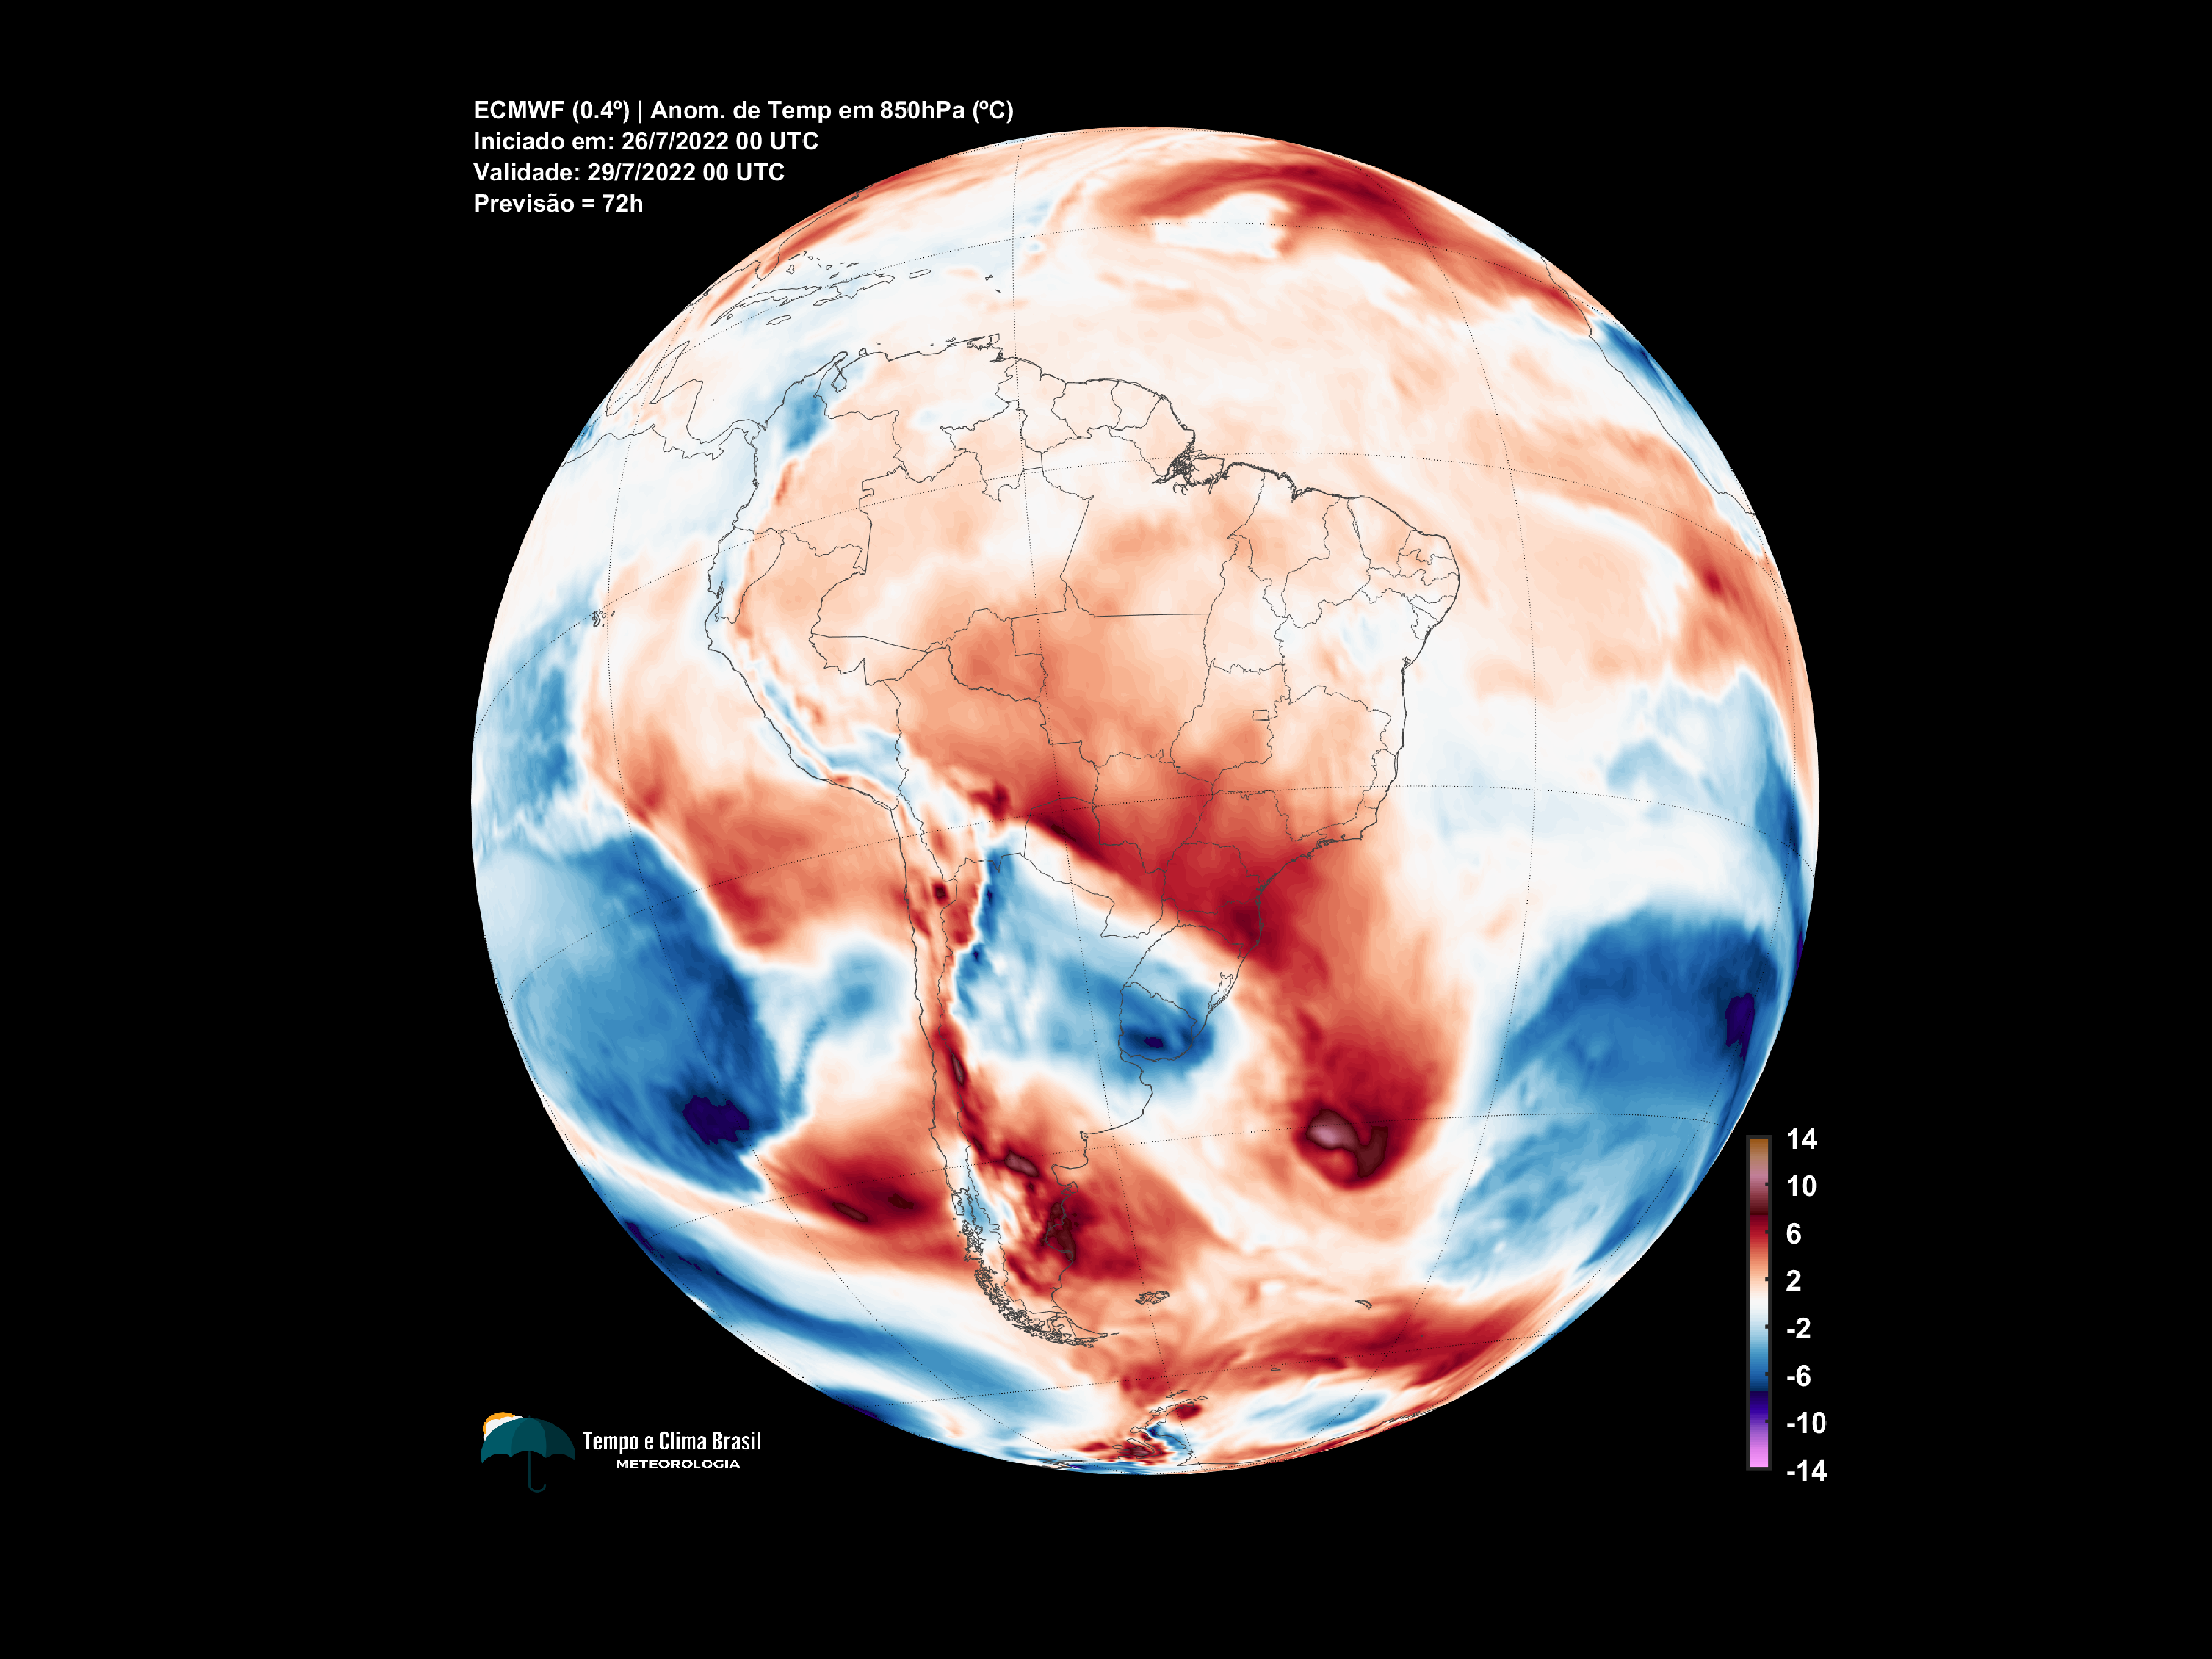 ECMWF (0.4º) | Anom. de Temp em 850hPa (ºC)
Iniciado em: 26/7/2022 00 UTC
Validade: 29/7/2022 00 UTC
Previsão = 72h
14
10
6
2
-2
-6
-10
-14
Tempo e Clima Brasil
METEOROLOGIA